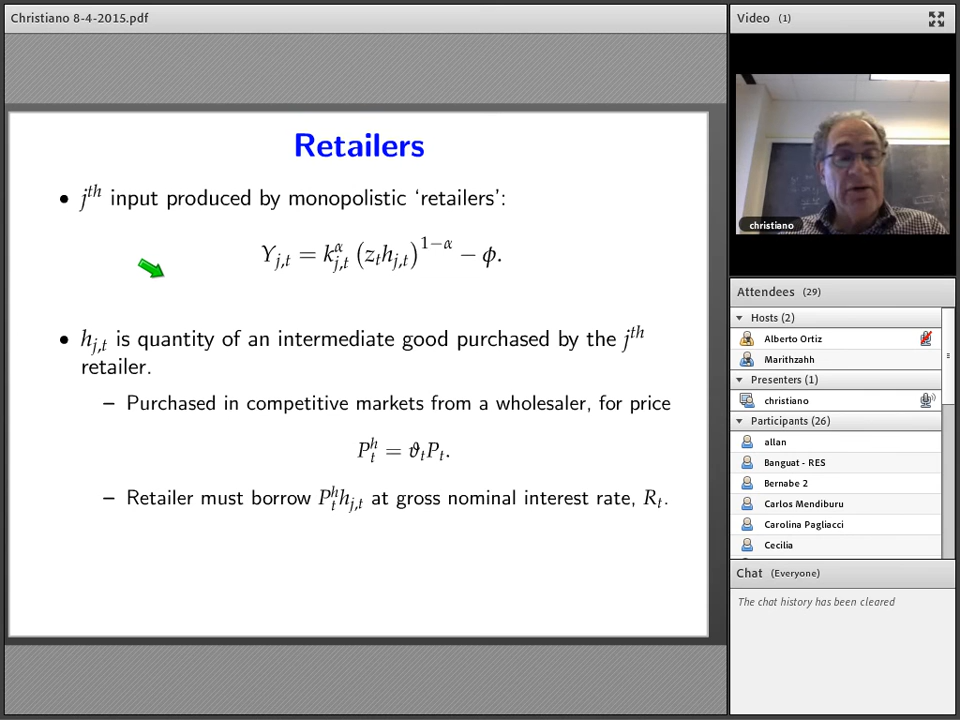 Christiano 8-4-2015.pdf
Retailers
• j^{th} input produced by monopolistic ‘retailers’:
Y_{j,t} = k_{j,t}^{α} (z_t h_{j,t})^{1−α} − ϕ.
• h_{j,t} is quantity of an intermediate good purchased by the j^{th}
retailer.
– Purchased in competitive markets from a wholesaler, for price
P_t^h = ϑ_t P_t.
– Retailer must borrow P_t^h h_{j,t} at gross nominal interest rate, R_t.
Video (1)
christiano
Attendees (29)
Hosts (2)
Alberto Ortiz
Marithzahh
Presenters (1)
christiano
Participants (26)
allan
Banguat - RES
Bernabe 2
Carlos Mendiburu
Carolina Pagliacci
Cecilia
Chat (Everyone)
The chat history has been cleared